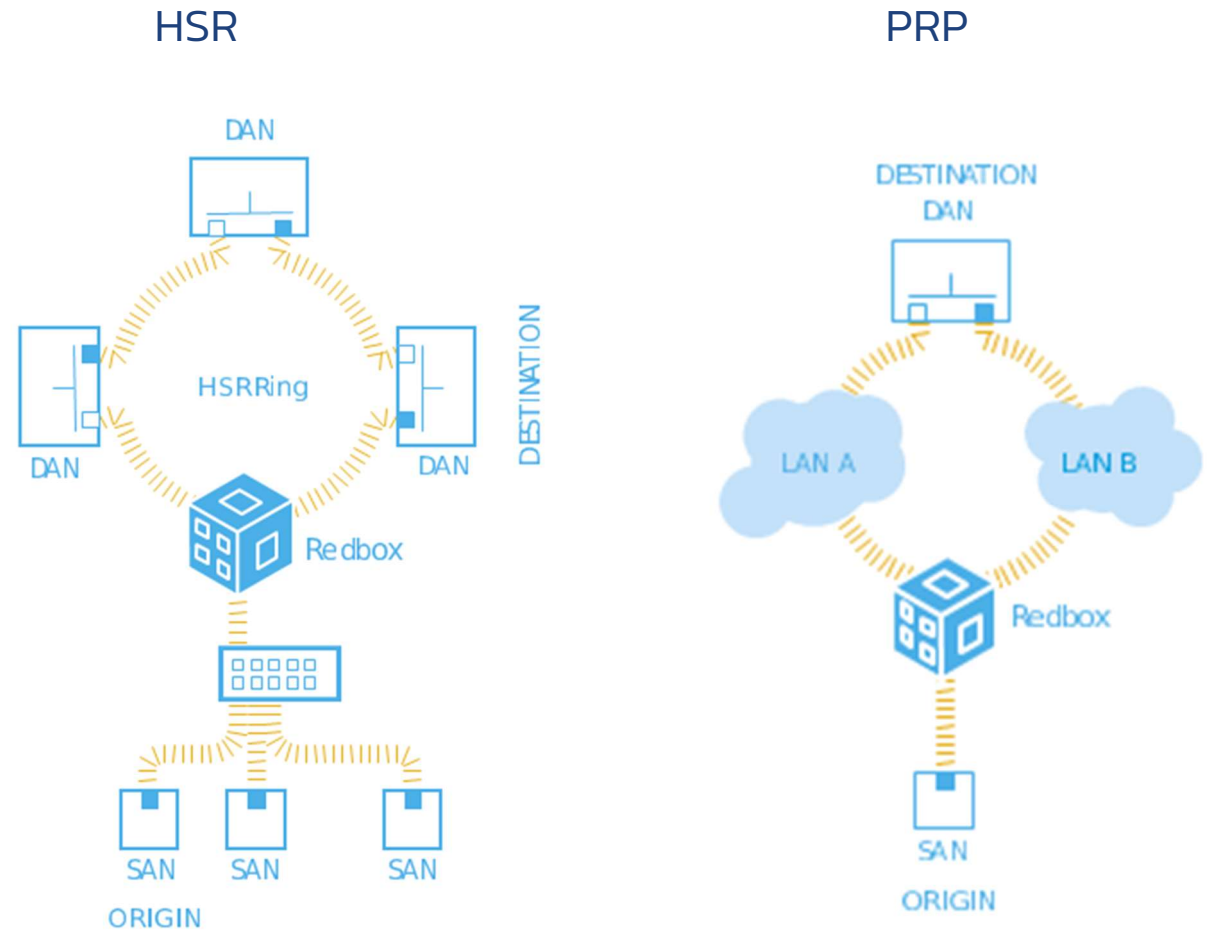 HSR
DAN
HSRRing
DESTINATION
DAN
DAN
Redbox
SAN
SAN
SAN
ORIGIN
PRP
DESTINATION
DAN
LAN A
LAN B
Redbox
SAN
ORIGIN